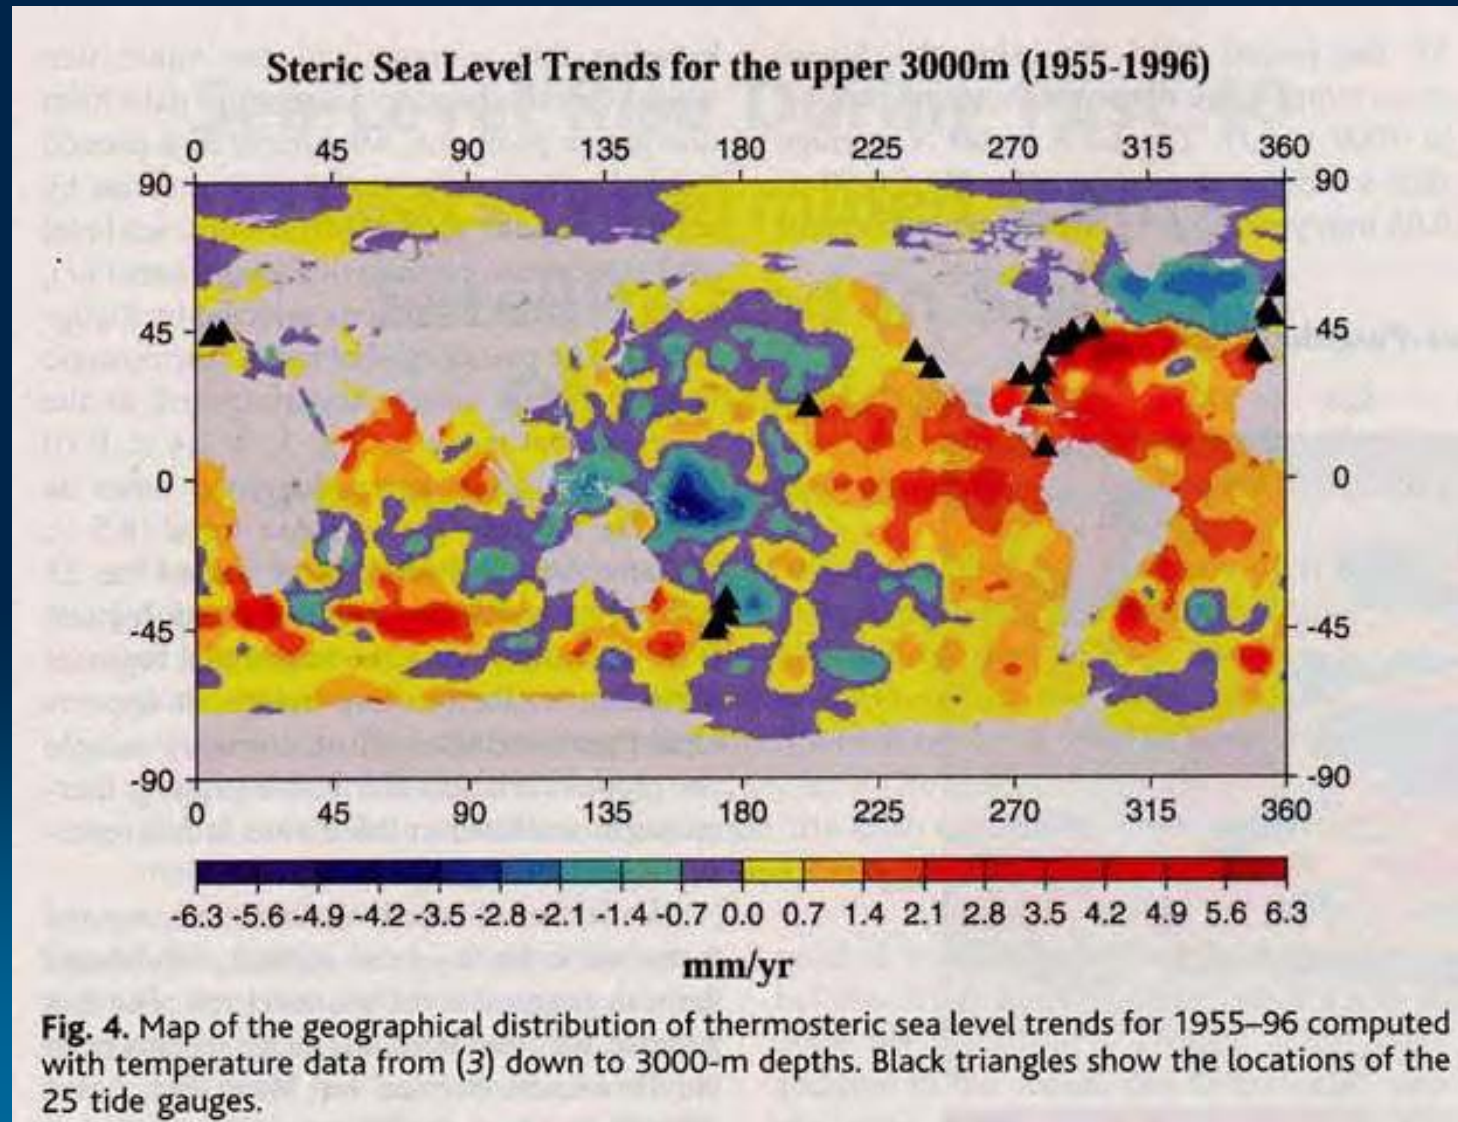 Steric Sea Level Trends for the upper 3000m (1955-1996)
0 45 90 135 180 225 270 315 360
90 90
45 45
0 0
-45 -45
-90 -90
0 45 90 135 180 225 270 315 360
-6.3 -5.6 -4.9 -4.2 -3.5 -2.8 -2.1 -1.4 -0.7 0.0 0.7 1.4 2.1 2.8 3.5 4.2 4.9 5.6 6.3
mm/yr
Fig. 4. Map of the geographical distribution of thermosteric sea level trends for 1955–96 computed
with temperature data from (3) down to 3000-m depths. Black triangles show the locations of the
25 tide gauges.